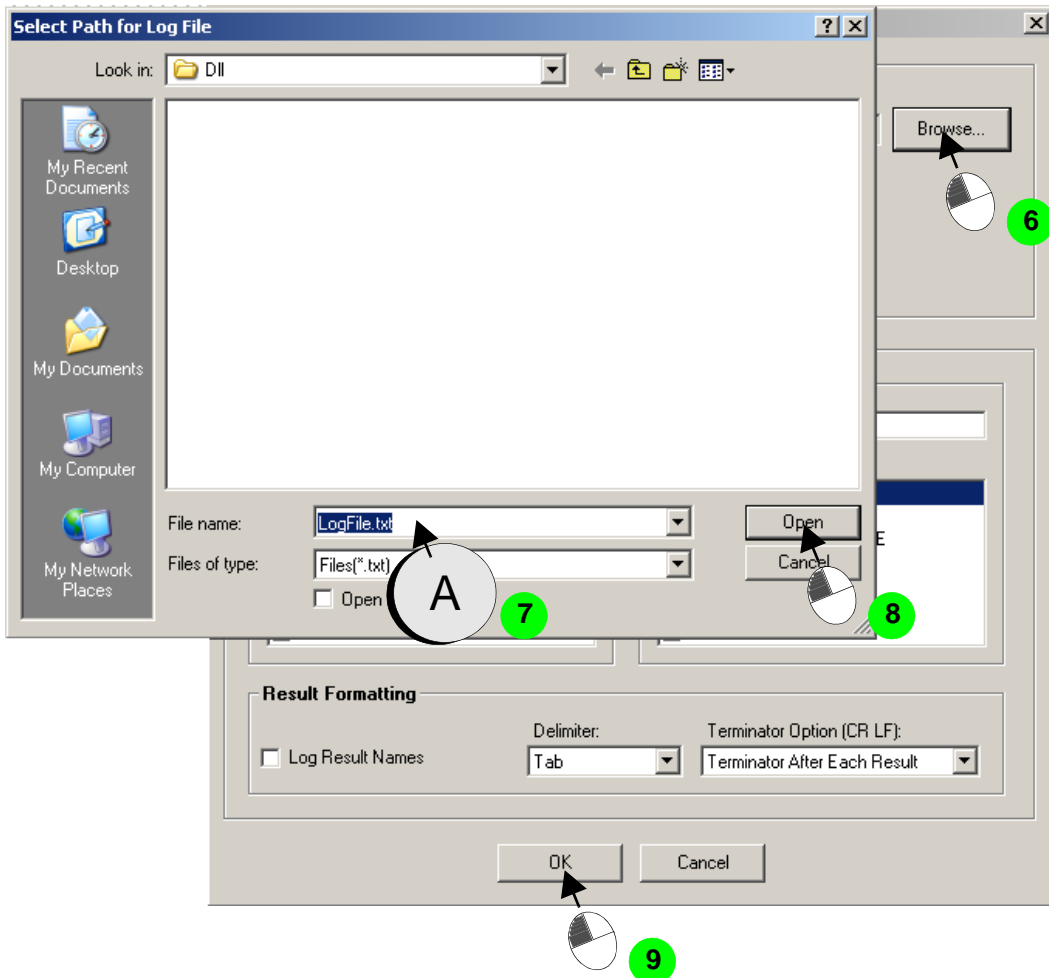 Select Path for Log File
Look in:
Dll
Browse...
6
My Recent
Documents
Desktop
My Documents
My Computer
My Network
Places
File name:
LogFile.txt
Open
E
Files of type:
Files(*.txt)
Cancel
Open
A
7
8
Result Formatting
Delimiter:
Terminator Option (CR LF):
Log Result Names
Tab
Terminator After Each Result
OK
Cancel
9